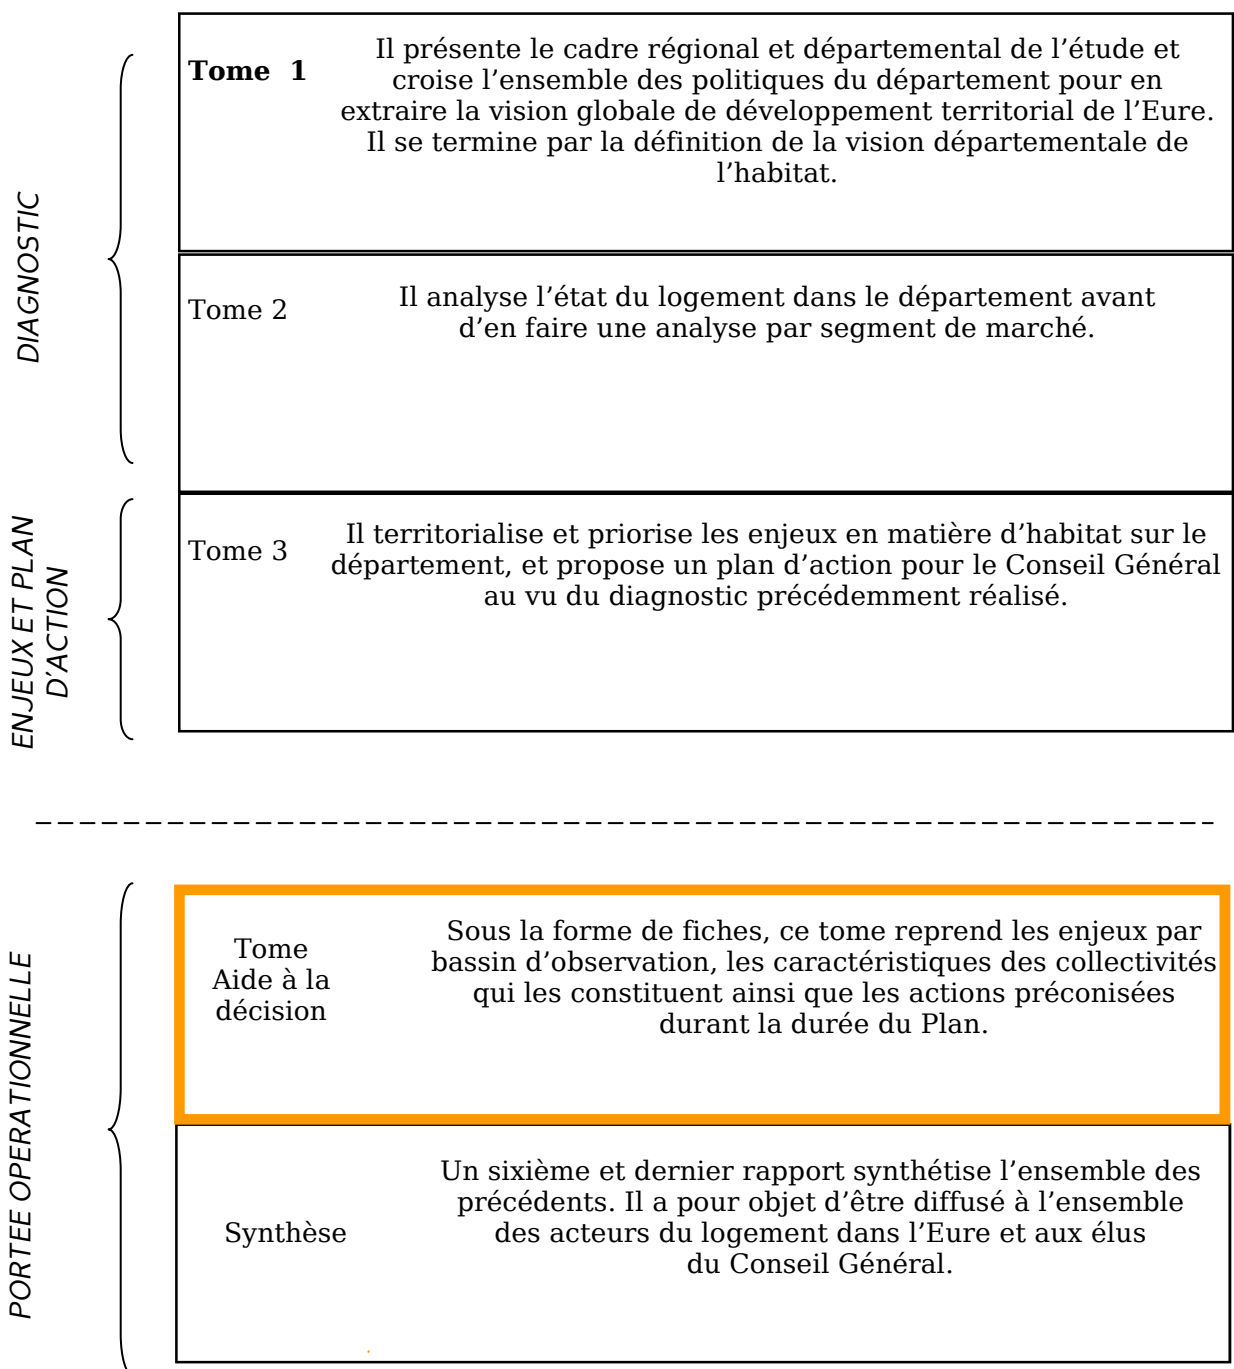 DIAGNOSTIC
Tome 1
Il présente le cadre régional et départemental de l’étude et
croise l’ensemble des politiques du département pour en
extraire la vision globale de développement territorial de l’Eure.
Il se termine par la définition de la vision départementale de
l’habitat.
Tome 2
Il analyse l’état du logement dans le département avant
d’en faire une analyse par segment de marché.
ENJEUX ET PLAN
D’ACTION
Tome 3
Il territorialise et priorise les enjeux en matière d’habitat sur le
département, et propose un plan d’action pour le Conseil Général
au vu du diagnostic précédemment réalisé.
PORTEE OPERATIONNELLE
Tome
Aide à la
décision
Sous la forme de fiches, ce tome reprend les enjeux par
bassin d’observation, les caractéristiques des collectivités
qui les constituent ainsi que les actions préconisées
durant la durée du Plan.
Synthèse
Un sixième et dernier rapport synthétise l’ensemble des
précédents. Il a pour objet d’être diffusé à l’ensemble
des acteurs du logement dans l’Eure et aux élus
du Conseil Général.